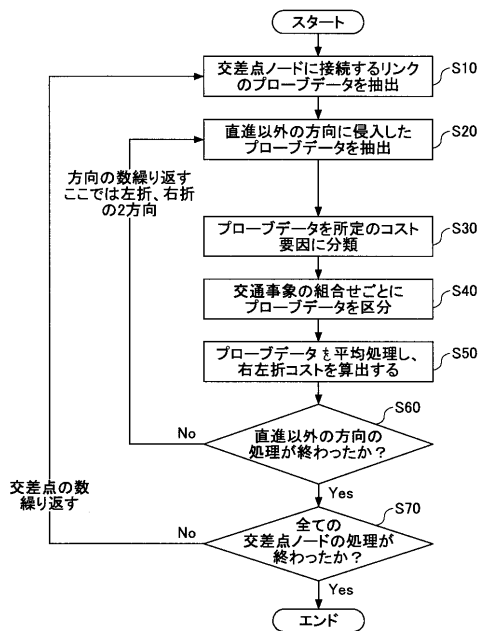 スタート
交差点ノードに接続するリンク
のプローブデータを抽出
S10
直進以外の方向に侵入した
プローブデータを抽出
S20
方向の数繰り返す
ここでは左折、右折
の2方向
プローブデータを所定のコスト
要因に分類
S30
交通事象の組合せごとに
プローブデータを区分
S40
プローブデータを平均処理し、
右左折コストを算出する
S50
S60
直進以外の方向の
処理が終わったか？
No
Yes
交差点の数
繰り返す
S70
全ての
交差点ノードの処理が
終わったか？
No
Yes
エンド